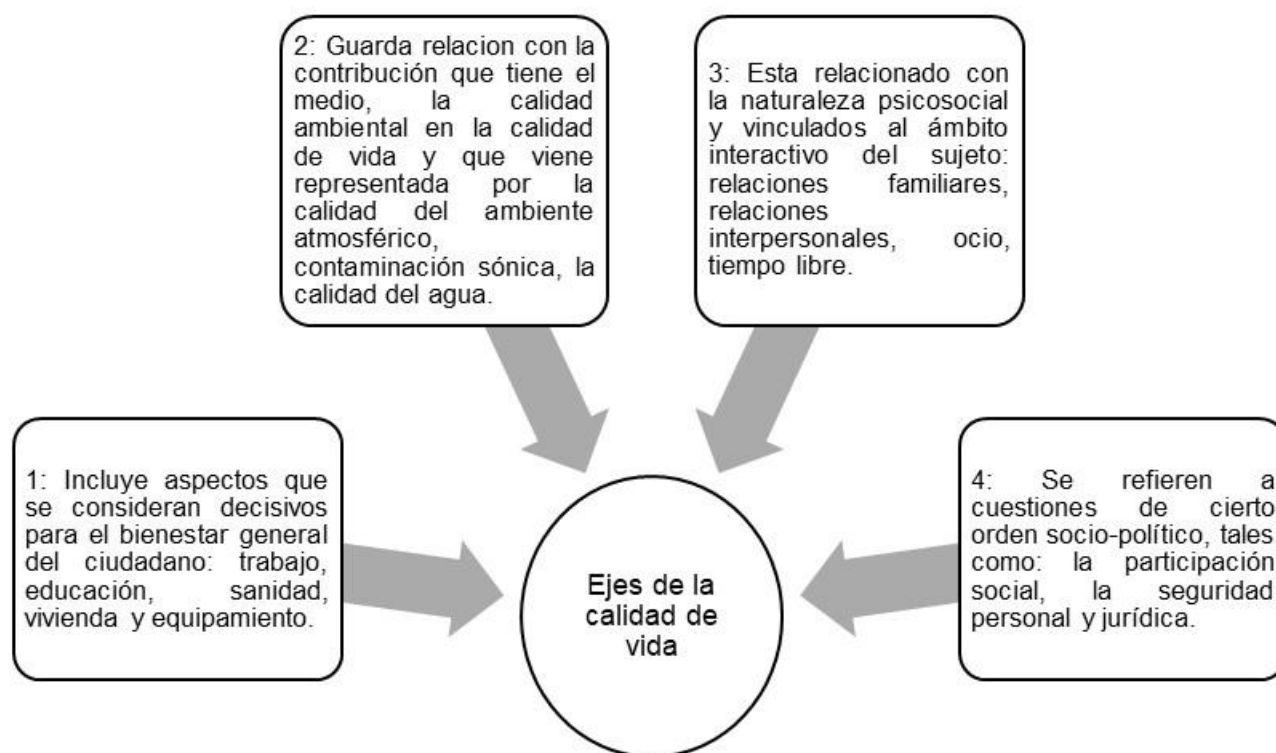 2: Guarda relacion con la
contribución que tiene el
medio, la calidad
ambiental en la calidad
de vida y que viene
representada por la
calidad del ambiente
atmosférico,
contaminación sónica, la
calidad del agua.
3: Esta relacionado con
la naturaleza psicosocial
y vinculados al ámbito
interactivo del sujeto:
relaciones familiares,
relaciones
interpersonales, ocio,
tiempo libre.
1: Incluye aspectos que
se consideran decisivos
para el bienestar general
del ciudadano: trabajo,
educación, sanidad,
vivienda y equipamiento.
4: Se refieren a
cuestiones de cierto
orden socio-político, tales
como: la participación
social, la seguridad
personal y jurídica.
Ejes de la
calidad de
vida